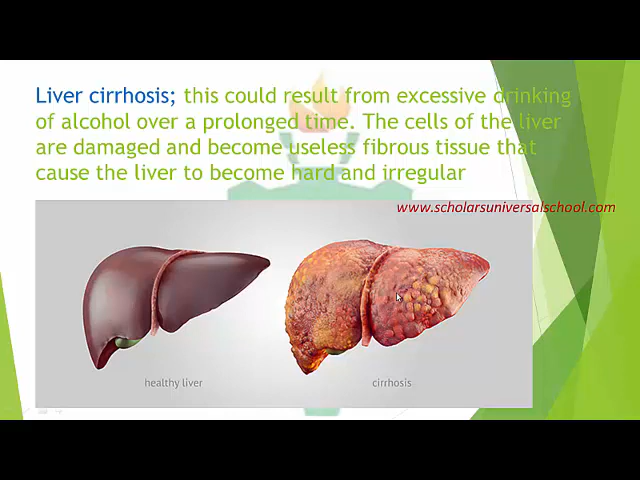 Liver cirrhosis; this could result from excessive drinking
of alcohol over a prolonged time. The cells of the liver
are damaged and become useless fibrous tissue that
cause the liver to become hard and irregular
www.scholarsuniversalschool.com
healthy liver
cirrhosis